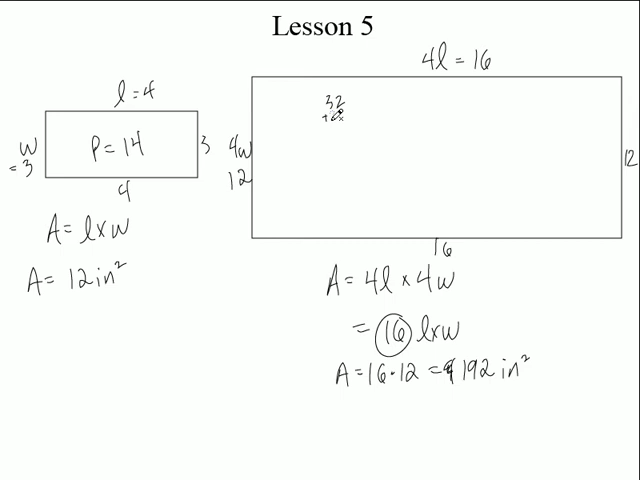 Lesson 5
l = 4
W
= 3
P = 14
3
4
A = l x w
A = 12 in²
4l = 16
32
4w
12
12
16
A = 4l x 4w
= 16 l x w
A = 16 · 12 = 192 in²